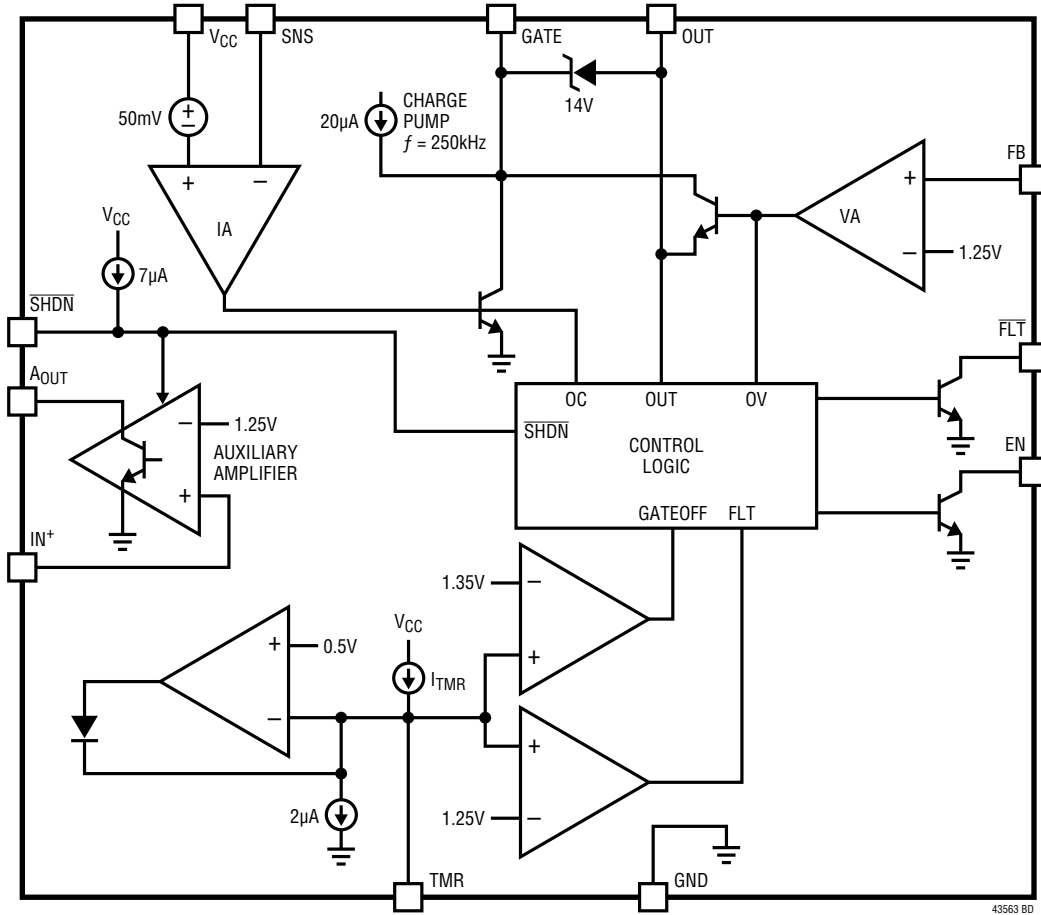 VCC
SNS
GATE
OUT
50mV
+
−
20µA
CHARGE
PUMP
f = 250kHz
14V
FB
+
−
IA
VCC
7µA
+
VA
−
1.25V
SHDN
FLT
AOUT
−
1.25V
AUXILIARY
AMPLIFIER
+
OC
OUT
OV
SHDN
CONTROL
LOGIC
GATEOFF
FLT
EN
IN+
1.35V
−
+
VCC
ITMR
+
0.5V
−
+
1.25V
−
2µA
TMR
GND
43563 BD